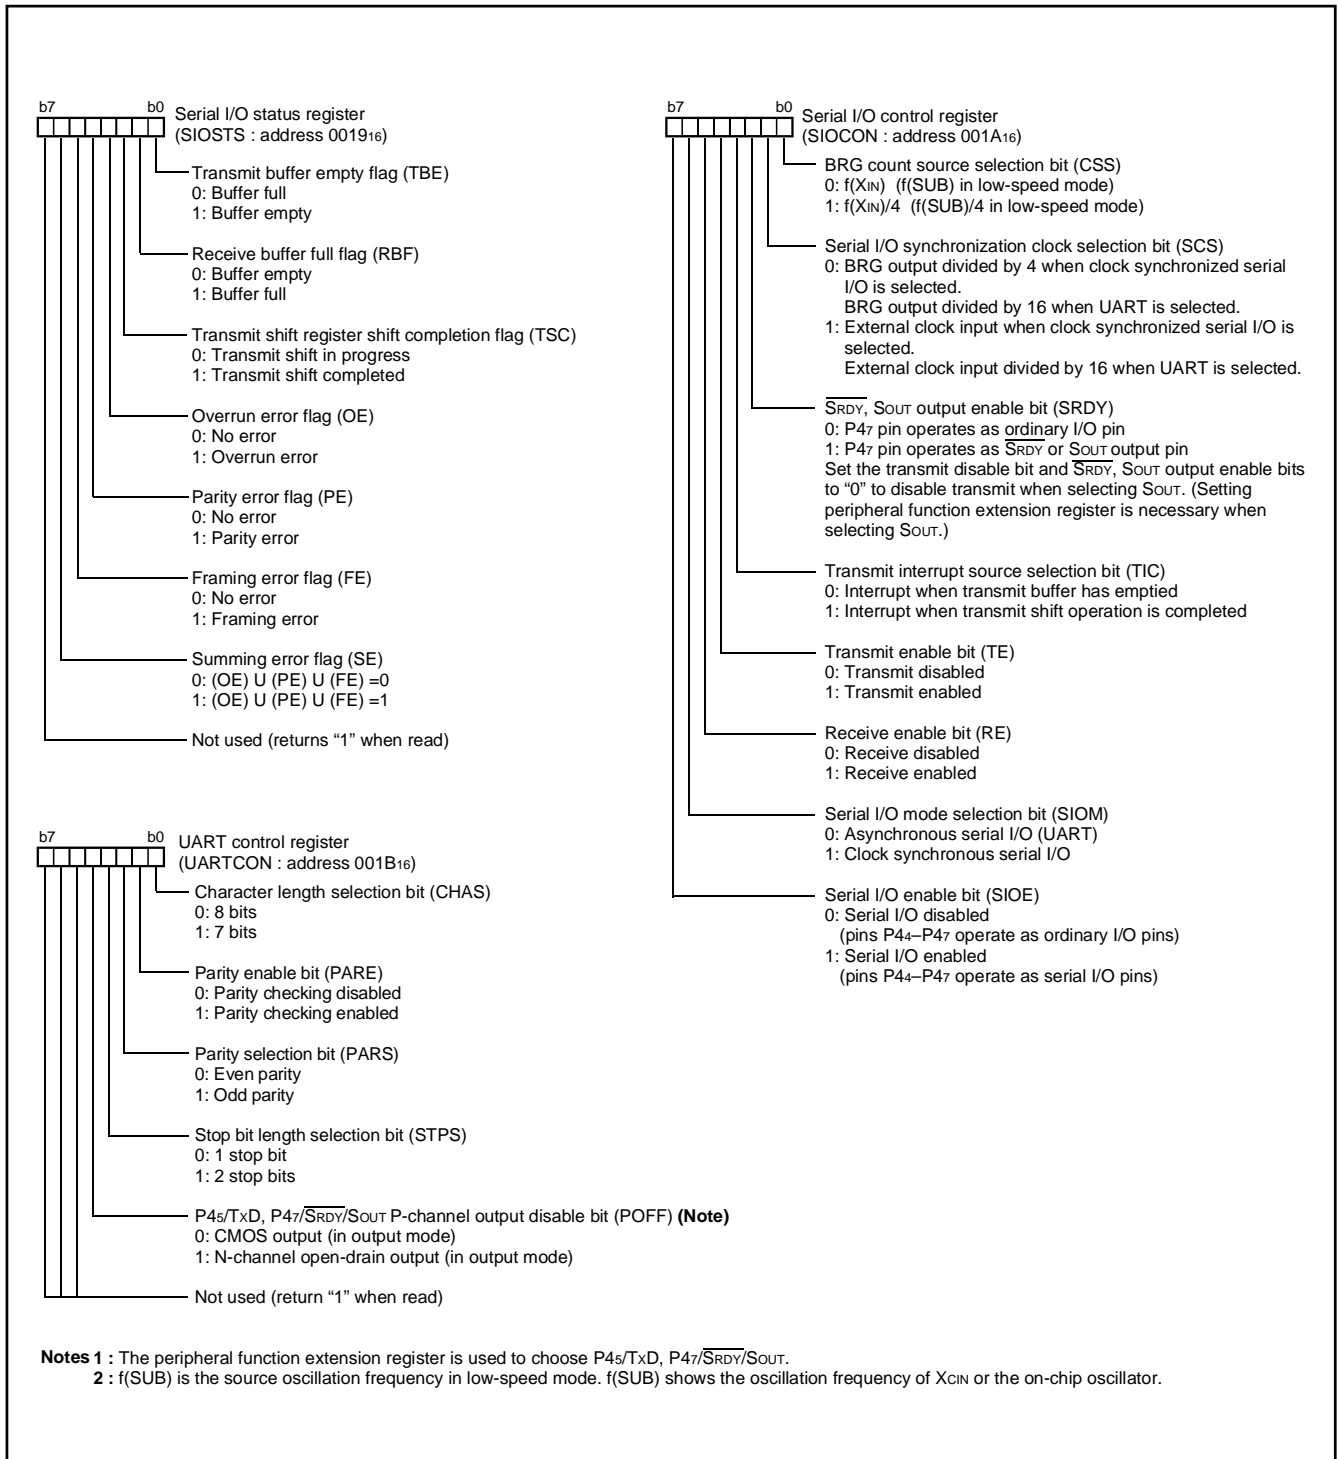 b7 b0 Serial I/O status register
(SIOSTS : address 0019₁₆)
Transmit buffer empty flag (TBE)
0: Buffer full
1: Buffer empty
Receive buffer full flag (RBF)
0: Buffer empty
1: Buffer full
Transmit shift register shift completion flag (TSC)
0: Transmit shift in progress
1: Transmit shift completed
Overrun error flag (OE)
0: No error
1: Overrun error
Parity error flag (PE)
0: No error
1: Parity error
Framing error flag (FE)
0: No error
1: Framing error
Summing error flag (SE)
0: (OE) U (PE) U (FE) =0
1: (OE) U (PE) U (FE) =1
Not used (returns “1” when read)
b7 b0 UART control register
(UARTCON : address 001B₁₆)
Character length selection bit (CHAS)
0: 8 bits
1: 7 bits
Parity enable bit (PARE)
0: Parity checking disabled
1: Parity checking enabled
Parity selection bit (PARS)
0: Even parity
1: Odd parity
Stop bit length selection bit (STPS)
0: 1 stop bit
1: 2 stop bits
P4₅/TxD, P4₇/S̅R̅D̅Y̅/SOUT P-channel output disable bit (POFF) (Note)
0: CMOS output (in output mode)
1: N-channel open-drain output (in output mode)
Not used (return “1” when read)
b7 b0 Serial I/O control register
(SIOCON : address 001A₁₆)
BRG count source selection bit (CSS)
0: f(XIN) (f(SUB) in low-speed mode)
1: f(XIN)/4 (f(SUB)/4 in low-speed mode)
Serial I/O synchronization clock selection bit (SCS)
0: BRG output divided by 4 when clock synchronized serial
I/O is selected.
BRG output divided by 16 when UART is selected.
1: External clock input when clock synchronized serial I/O is
selected.
External clock input divided by 16 when UART is selected.
S̅R̅D̅Y̅, SOUT output enable bit (SRDY)
0: P4₇ pin operates as ordinary I/O pin
1: P4₇ pin operates as S̅R̅D̅Y̅ or SOUT output pin
Set the transmit disable bit and S̅R̅D̅Y̅, SOUT output enable bits
to “0” to disable transmit when selecting SOUT. (Setting
peripheral function extension register is necessary when
selecting SOUT.)
Transmit interrupt source selection bit (TIC)
0: Interrupt when transmit buffer has emptied
1: Interrupt when transmit shift operation is completed
Transmit enable bit (TE)
0: Transmit disabled
1: Transmit enabled
Receive enable bit (RE)
0: Receive disabled
1: Receive enabled
Serial I/O mode selection bit (SIOM)
0: Asynchronous serial I/O (UART)
1: Clock synchronous serial I/O
Serial I/O enable bit (SIOE)
0: Serial I/O disabled
(pins P4₄–P4₇ operate as ordinary I/O pins)
1: Serial I/O enabled
(pins P4₄–P4₇ operate as serial I/O pins)
Notes 1 : The peripheral function extension register is used to choose P4₅/TxD, P4₇/S̅R̅D̅Y̅/SOUT.
2 : f(SUB) is the source oscillation frequency in low-speed mode. f(SUB) shows the oscillation frequency of XCIN or the on-chip oscillator.